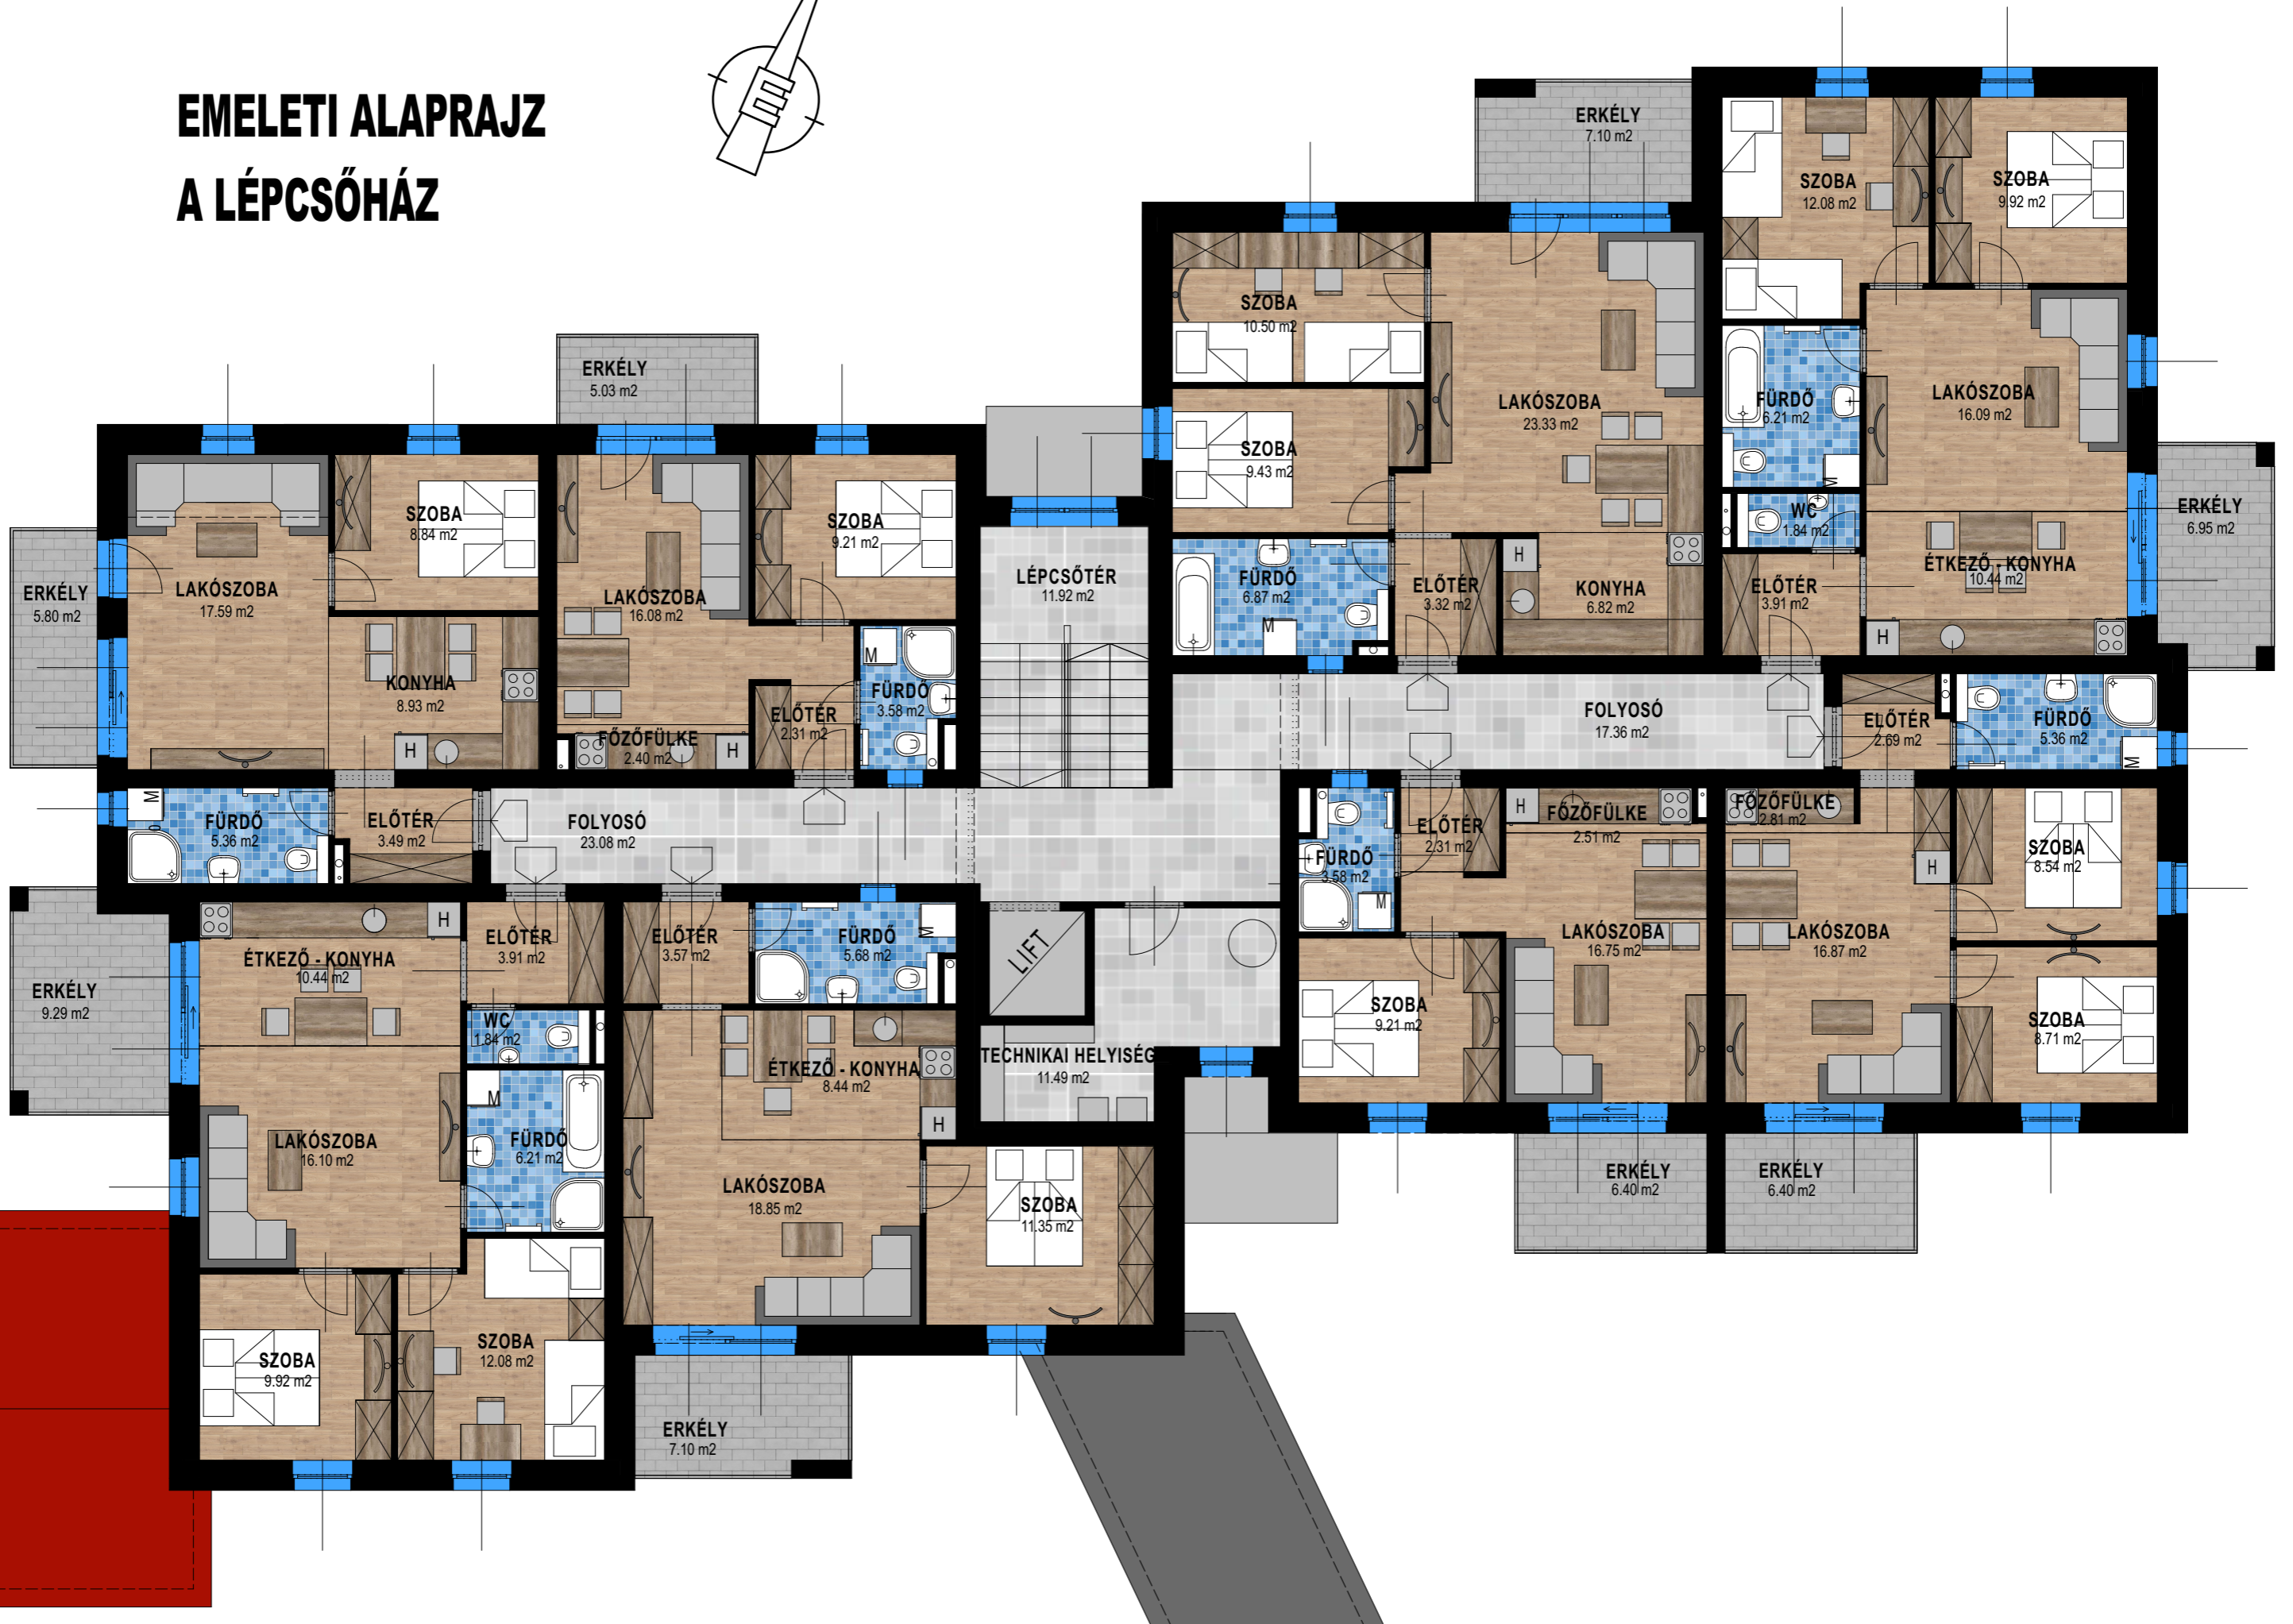 EMELETI ALAPRAJZ
A LÉPCSŐHÁZ
ERKÉLY
7.10 m2
SZOBA
12.08 m2
SZOBA
9.92 m2
SZOBA
10.50 m2
LAKÓSZOBA
23.33 m2
SZOBA
9.43 m2
FÜRDŐ
6.21 m2
M
LAKÓSZOBA
16.09 m2
WC
1.84 m2
ERKÉLY
6.95 m2
ÉTKEZŐ - KONYHA
10.44 m2
ELŐTÉR
3.91 m2
H
FÜRDŐ
6.87 m2
M
ELŐTÉR
3.32 m2
H
KONYHA
6.82 m2
ERKÉLY
5.03 m2
ERKÉLY
5.80 m2
LAKÓSZOBA
17.59 m2
SZOBA
8.84 m2
KONYHA
8.93 m2
H
LAKÓSZOBA
16.08 m2
SZOBA
9.21 m2
FŐZŐFÜLKE
2.40 m2
H
ELŐTÉR
2.31 m2
M
FÜRDŐ
3.58 m2
LÉPCSŐTÉR
11.92 m2
FOLYOSÓ
17.36 m2
ELŐTÉR
2.69 m2
FÜRDŐ
5.36 m2
M
M
FÜRDŐ
5.36 m2
ELŐTÉR
3.49 m2
FOLYOSÓ
23.08 m2
FÜRDŐ
3.58 m2
M
ELŐTÉR
2.31 m2
H
FŐZŐFÜLKE
2.51 m2
FŐZŐFÜLKE
2.81 m2
H
SZOBA
8.54 m2
LAKÓSZOBA
16.75 m2
LAKÓSZOBA
16.87 m2
SZOBA
9.21 m2
SZOBA
8.71 m2
ERKÉLY
6.40 m2
ERKÉLY
6.40 m2
ERKÉLY
9.29 m2
H
ÉTKEZŐ - KONYHA
10.44 m2
ELŐTÉR
3.91 m2
WC
1.84 m2
M
FÜRDŐ
6.21 m2
LAKÓSZOBA
16.10 m2
SZOBA
9.92 m2
SZOBA
12.08 m2
ELŐTÉR
3.57 m2
FÜRDŐ
5.68 m2
M
ÉTKEZŐ - KONYHA
8.44 m2
H
LAKÓSZOBA
18.85 m2
SZOBA
11.35 m2
ERKÉLY
7.10 m2
LIFT
TECHNIKAI HELYISÉG
11.49 m2